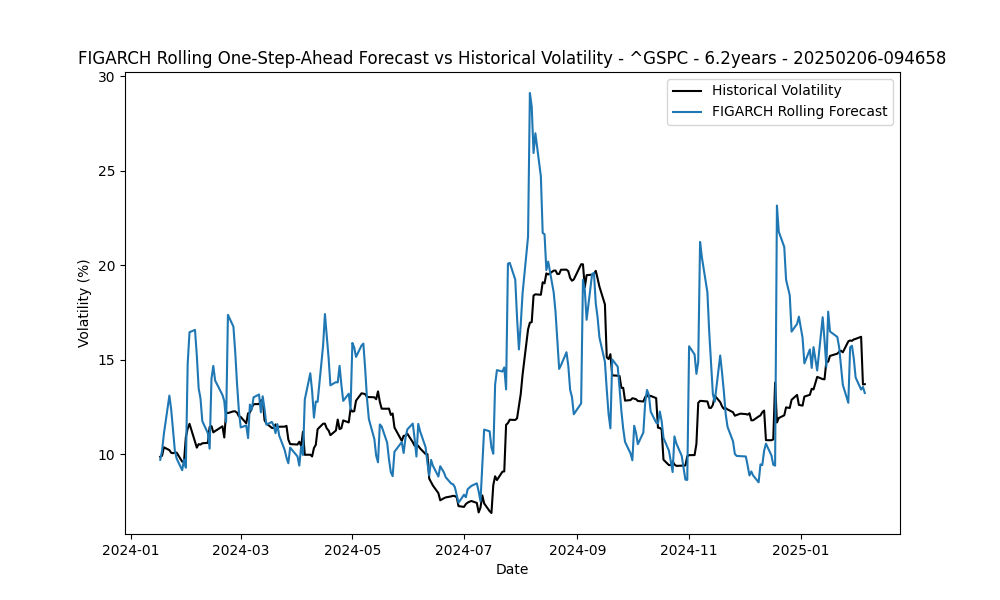 FIGARCH Rolling One-Step-Ahead Forecast vs Historical Volatility - ^GSPC - 6.2years - 20250206-094658
Historical Volatility
FIGARCH Rolling Forecast
30
25
20
15
10
Volatility (%)
2024-01 2024-03 2024-05 2024-07 2024-09 2024-11 2025-01
Date